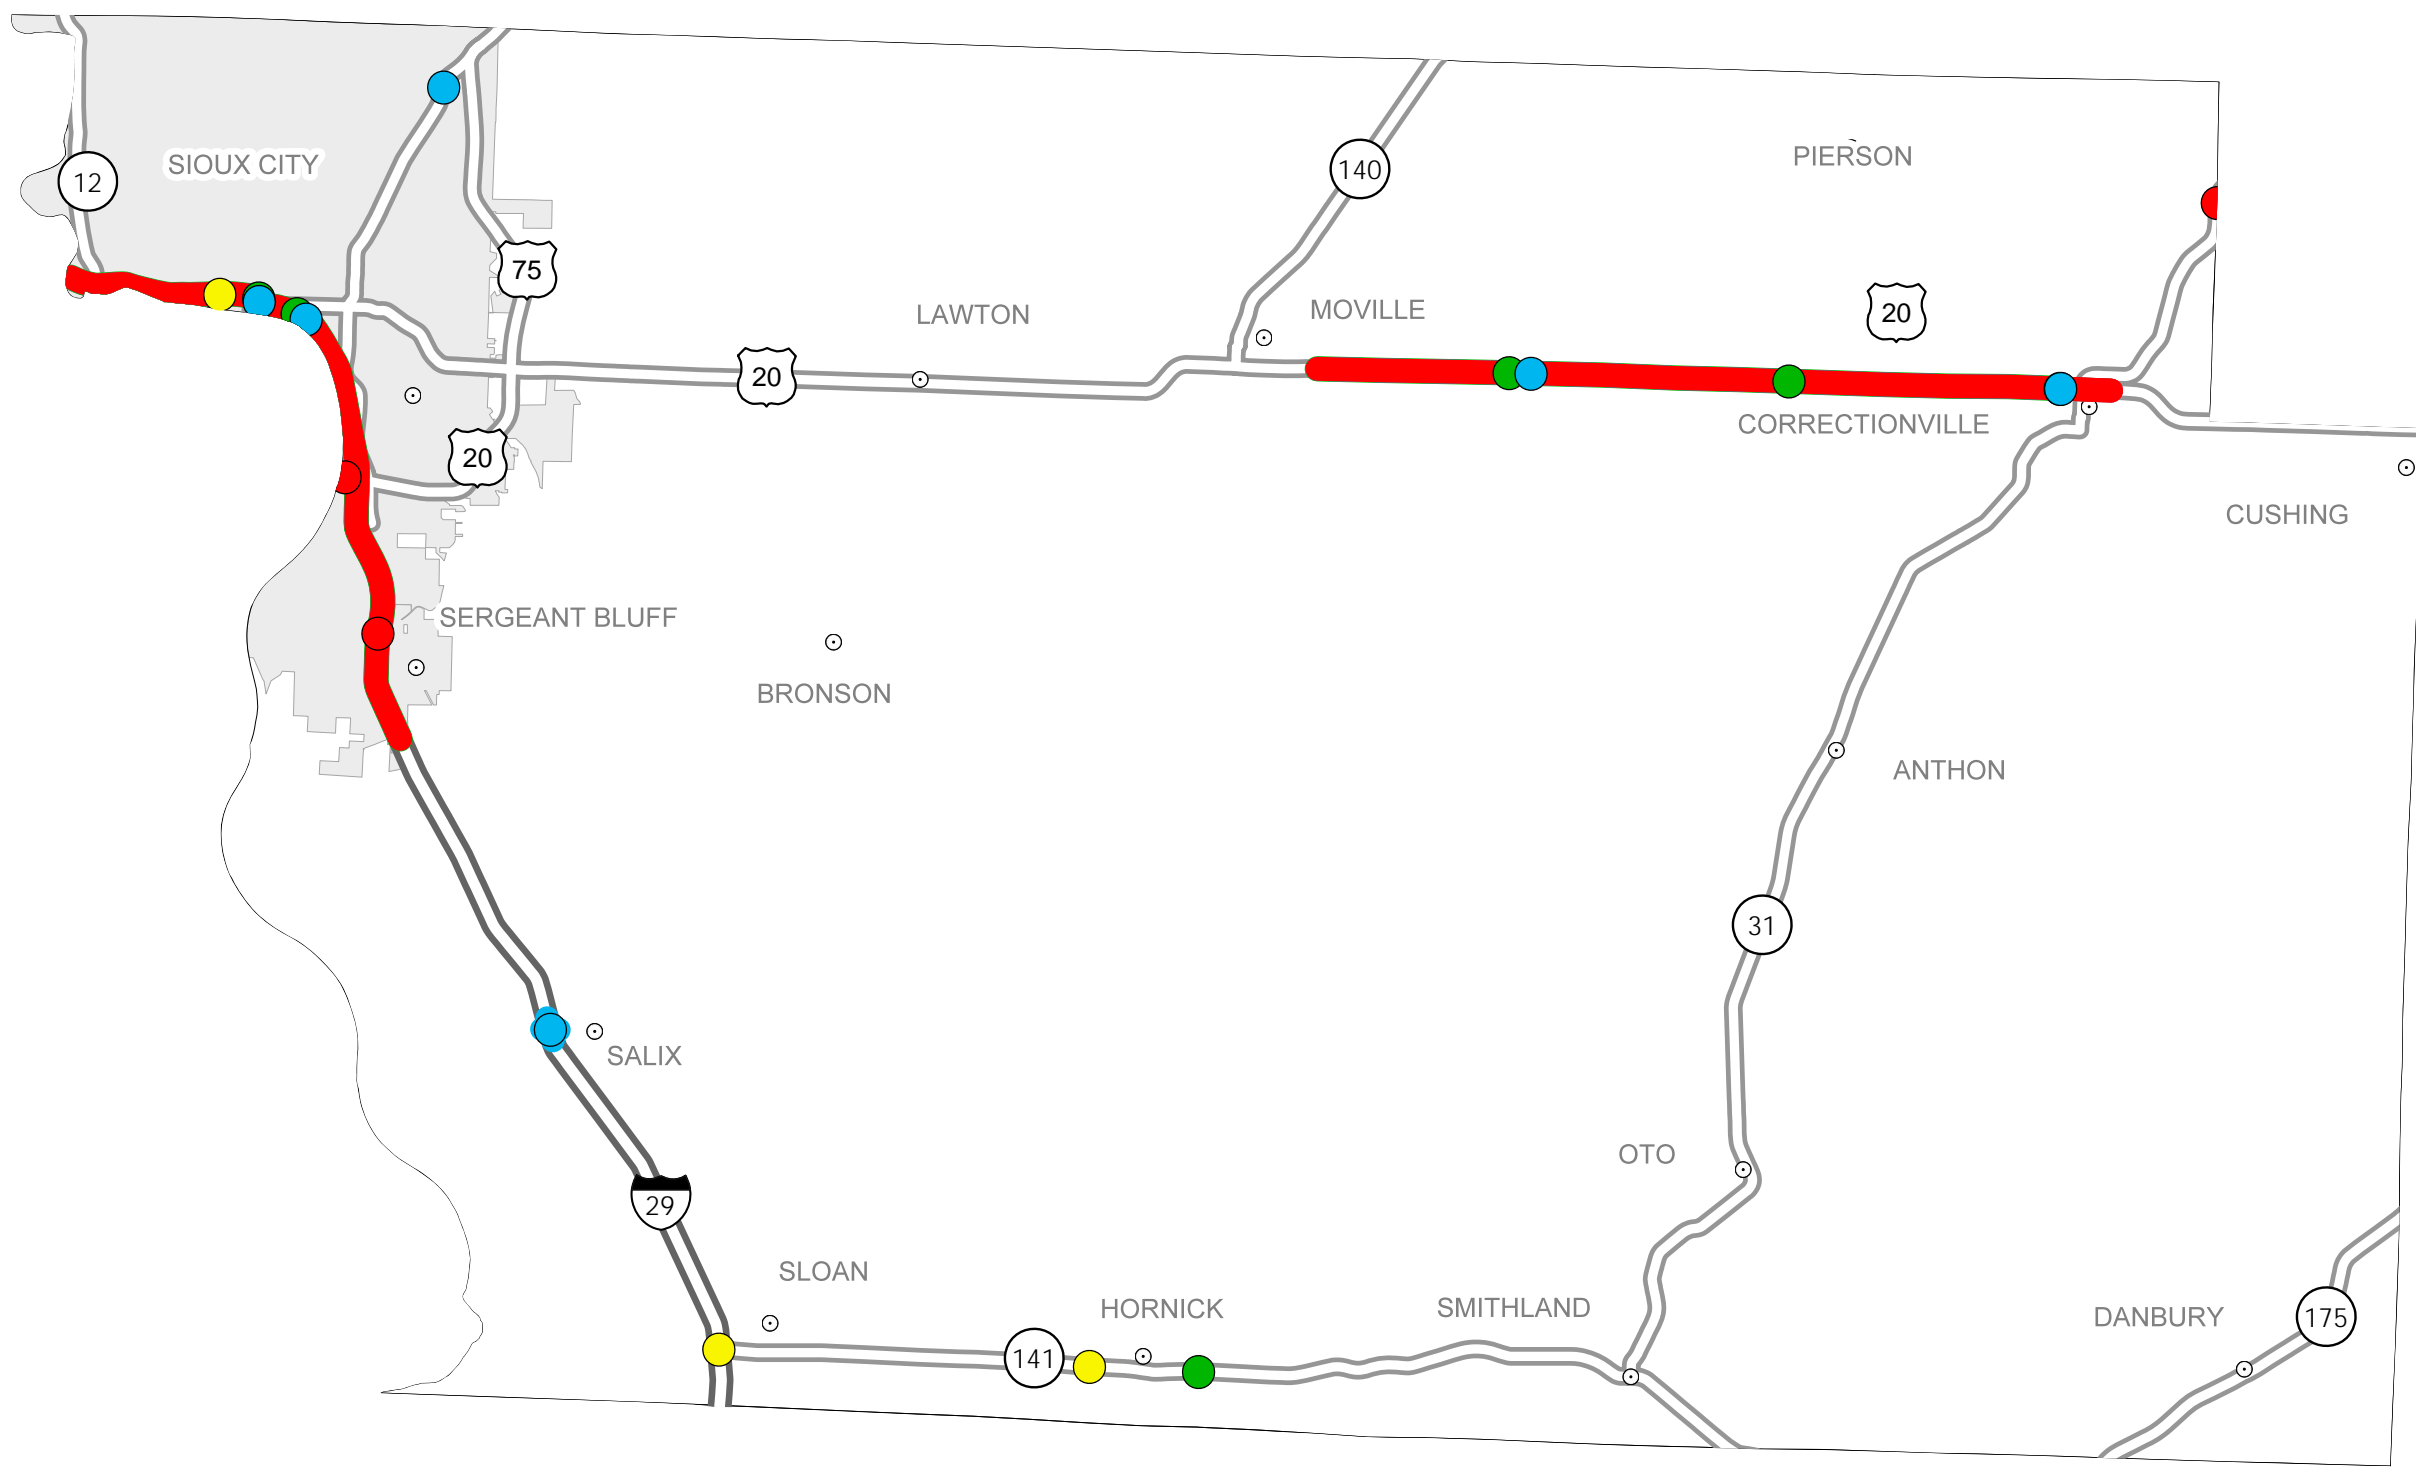 PIERSON
SIOUX CITY
140
12
75
MOVILLE
20
LAWTON
20
CORRECTIONVILLE
20
CUSHING
SERGEANT BLUFF
BRONSON
ANTHON
31
SALIX
OTO
29
SLOAN
HORNICK
SMITHLAND
DANBURY
175
141